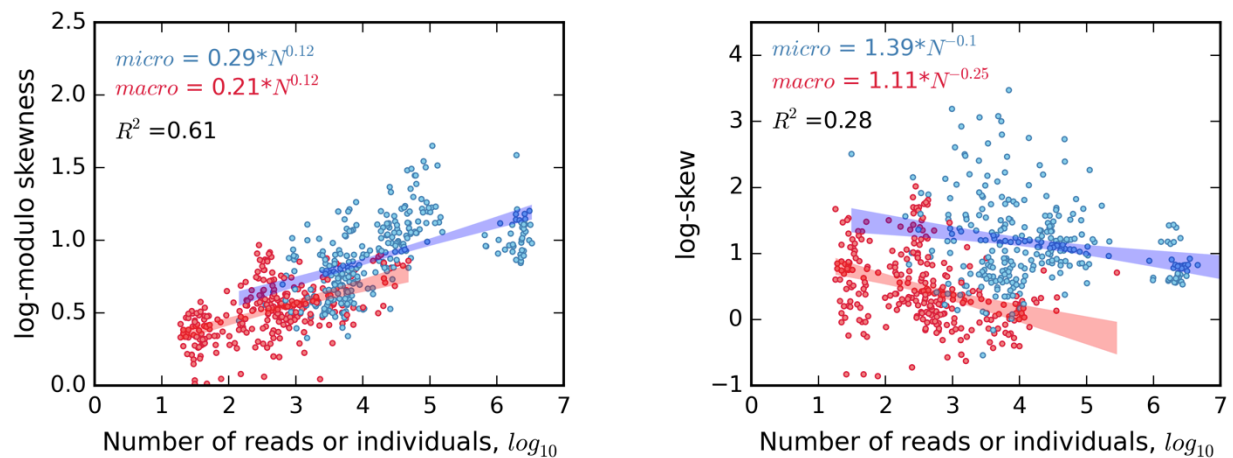 log-modulo skewness
2.5
2.0
1.5
1.0
0.5
0.0
micro = 0.29*N^0.12
macro = 0.21*N^0.12
R^2 =0.61
0 1 2 3 4 5 6 7
Number of reads or individuals, log_10
log-skew
4
3
2
1
0
−1
micro = 1.39*N^−0.1
macro = 1.11*N^−0.25
R^2 =0.28
0 1 2 3 4 5 6 7
Number of reads or individuals, log_10